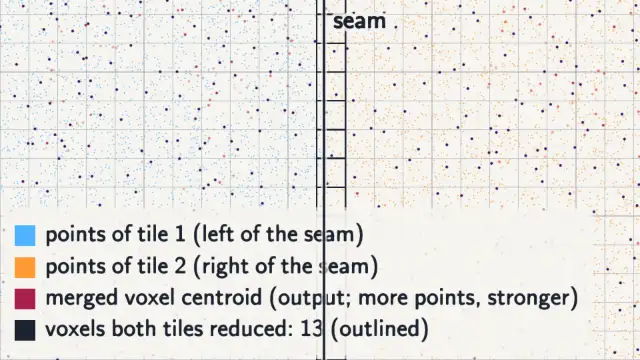 seam
points of tile 1 (left of the seam)
points of tile 2 (right of the seam)
merged voxel centroid (output; more points, stronger)
voxels both tiles reduced: 13 (outlined)